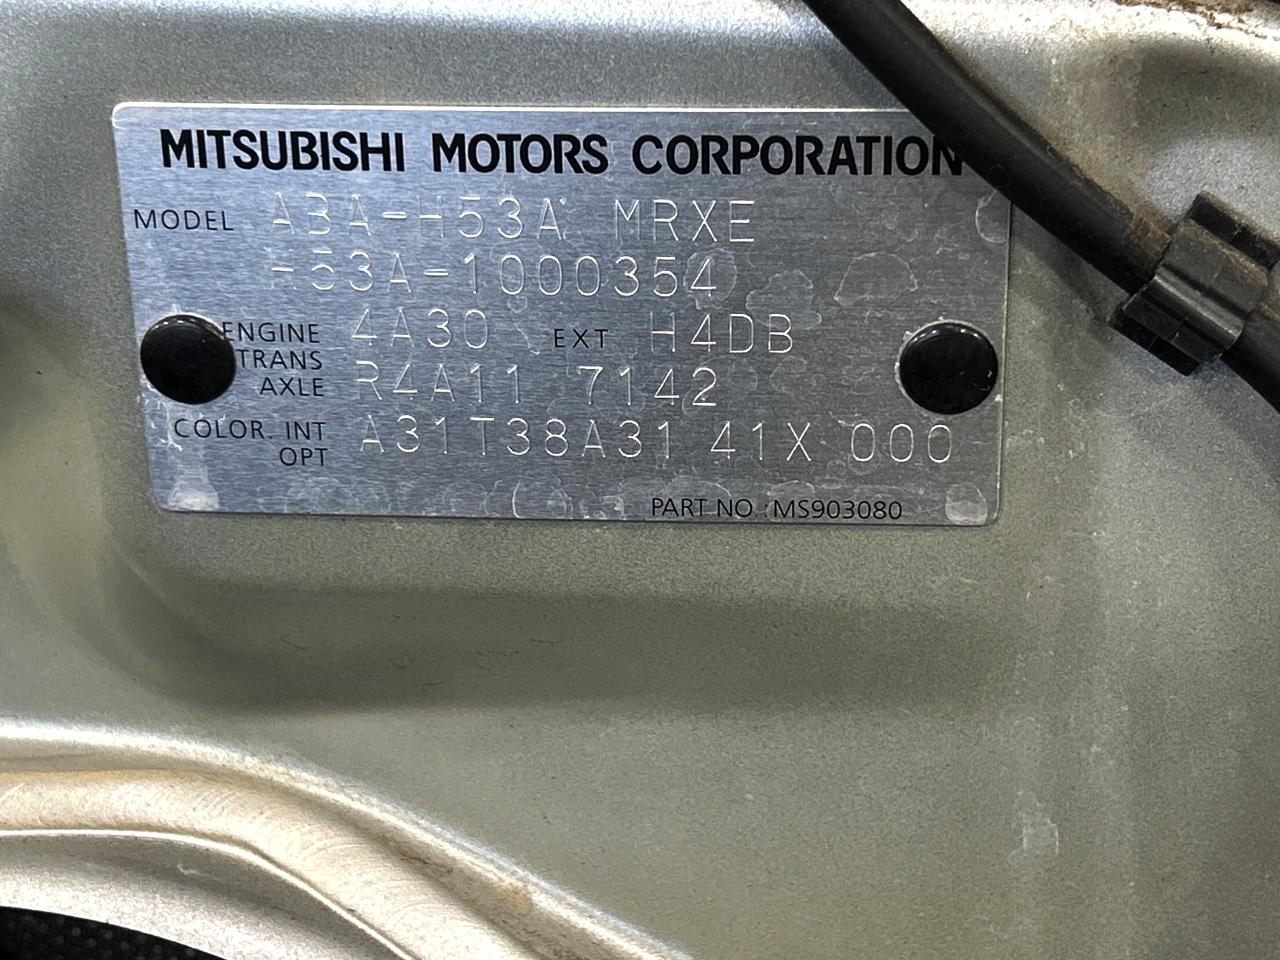 MITSUBISHI MOTORS CORPORATION
MODEL A3A-H53A MRXE
H53A-1000354
ENGINE 4A30 EXT H4DB
TRANS AXLE R4A11 7142
COLOR. INT OPT A31T38A31 41X 000
PART NO MS903080